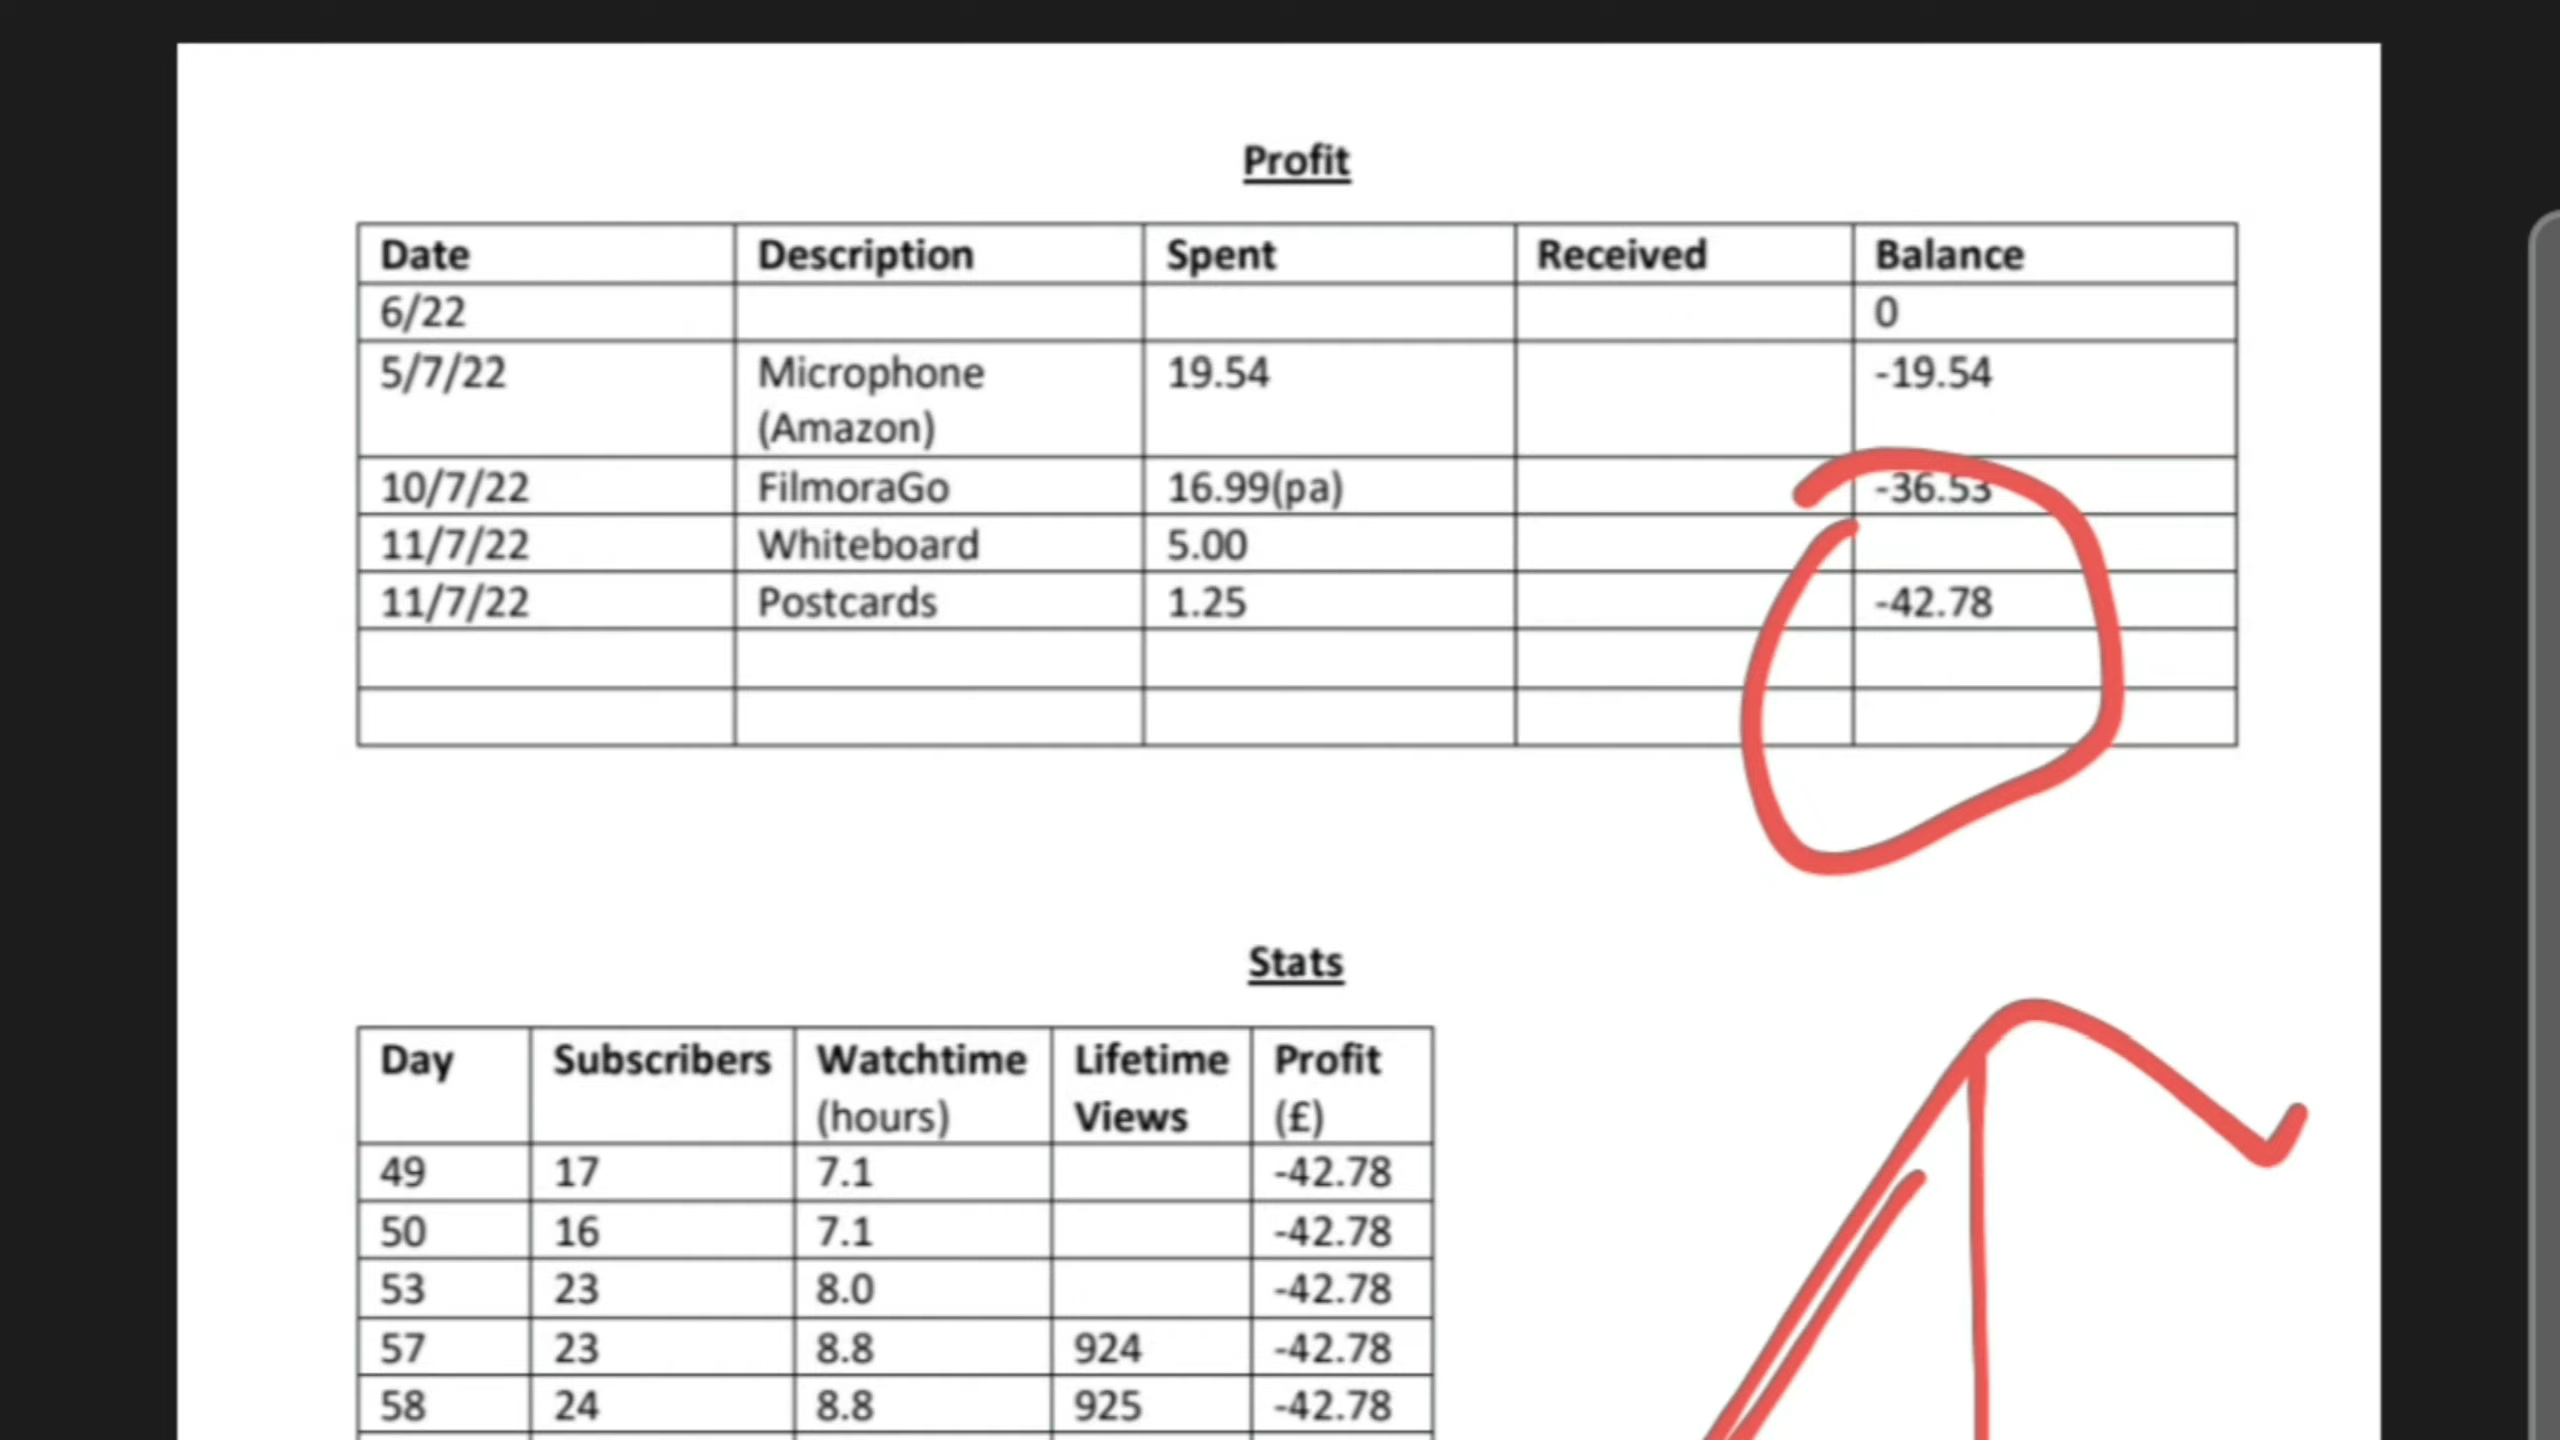 Profit
Date Description Spent Received Balance
6/22 0
5/7/22 Microphone 19.54 -19.54
(Amazon)
10/7/22 FilmoraGo 16.99(pa) -36.53
11/7/22 Whiteboard 5.00
11/7/22 Postcards 1.25 -42.78
Stats
Day Subscribers Watchtime Lifetime Profit
(hours) Views (£)
49 17 7.1 -42.78
50 16 7.1 -42.78
53 23 8.0 -42.78
57 23 8.8 924 -42.78
58 24 8.8 925 -42.78